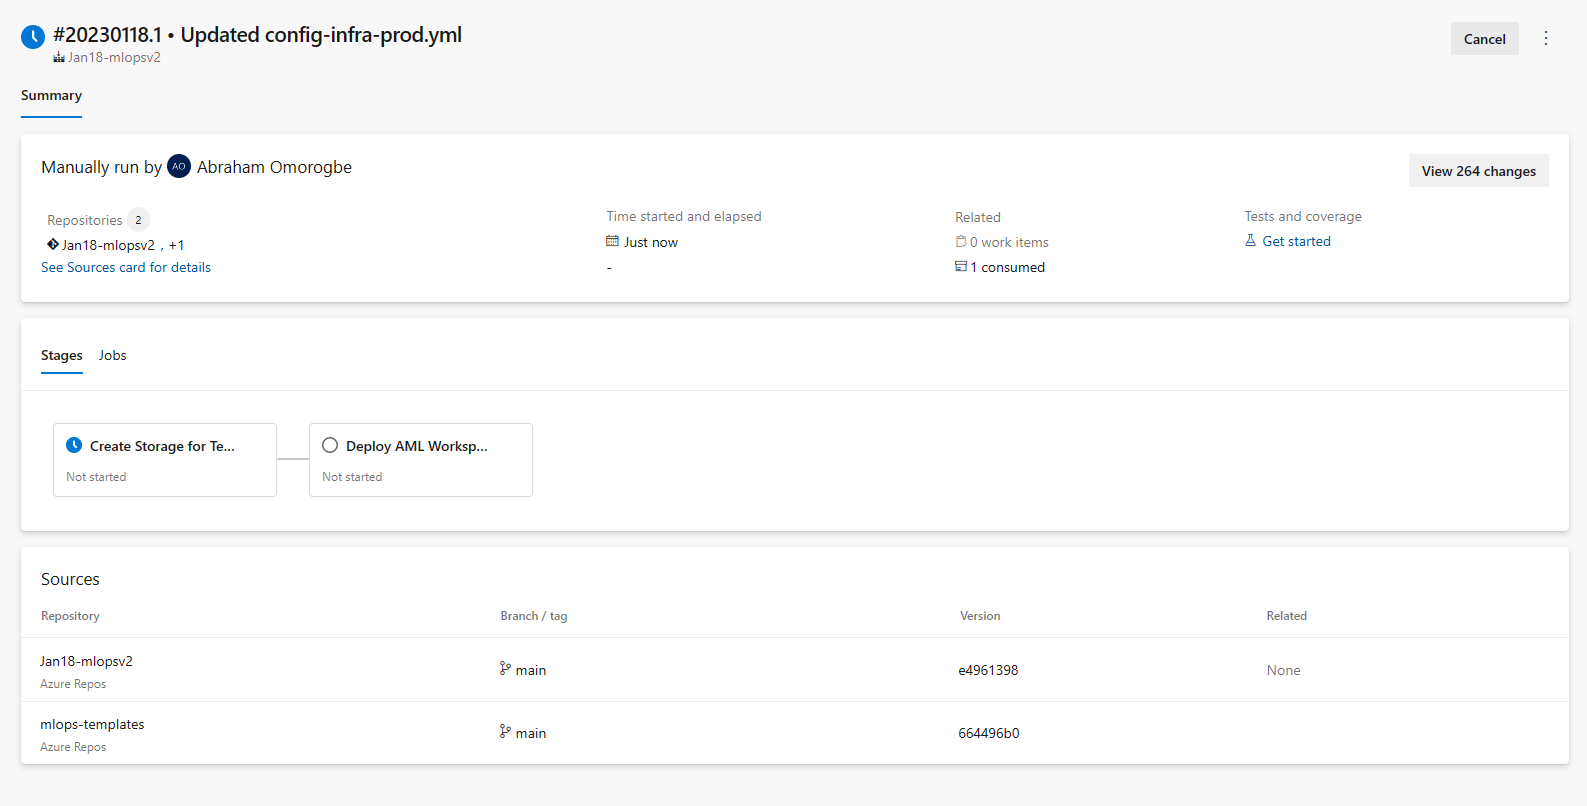 #20230118.1 • Updated config-infra-prod.yml
Jan18-mlopsv2
Cancel
Summary
Manually run by AO Abraham Omorogbe
View 264 changes
Repositories 2
Jan18-mlopsv2 , +1
See Sources card for details
Time started and elapsed
Just now
-
Related
0 work items
1 consumed
Tests and coverage
Get started
Stages Jobs
Create Storage for Te...
Not started
Deploy AML Worksp...
Not started
Sources
Repository Branch / tag Version Related
Jan18-mlopsv2
Azure Repos
main
e4961398
None
mlops-templates
Azure Repos
main
664496b0